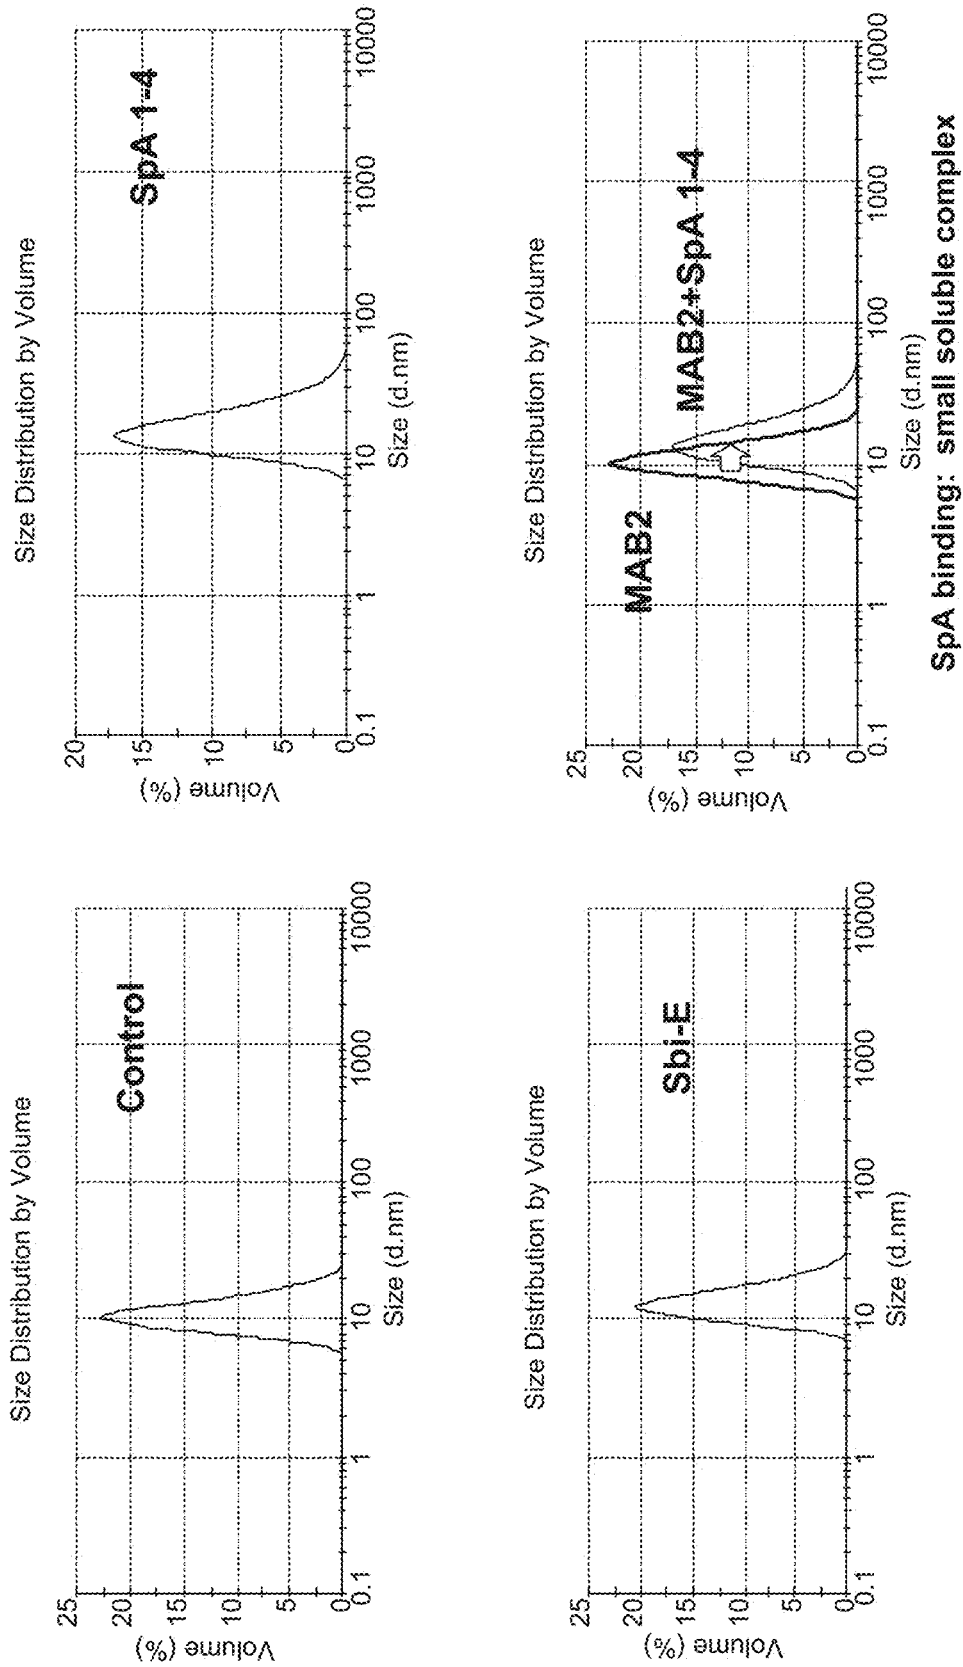 Size Distribution by Volume
Control
Volume (%)
25
20
15
10
5
0
0.1
1
10
100
1000
10000
Size (d.nm)
Size Distribution by Volume
SpA 1-4
Volume (%)
20
15
10
5
0
0.1
1
10
100
1000
10000
Size (d.nm)
Size Distribution by Volume
Sbi-E
Volume (%)
25
20
15
10
5
0
0.1
1
10
100
1000
10000
Size (d.nm)
Size Distribution by Volume
MAB2
MAB2+SpA 1-4
Volume (%)
25
20
15
10
5
0
0.1
1
10
100
1000
10000
Size (d.nm)
SpA binding: small soluble complex